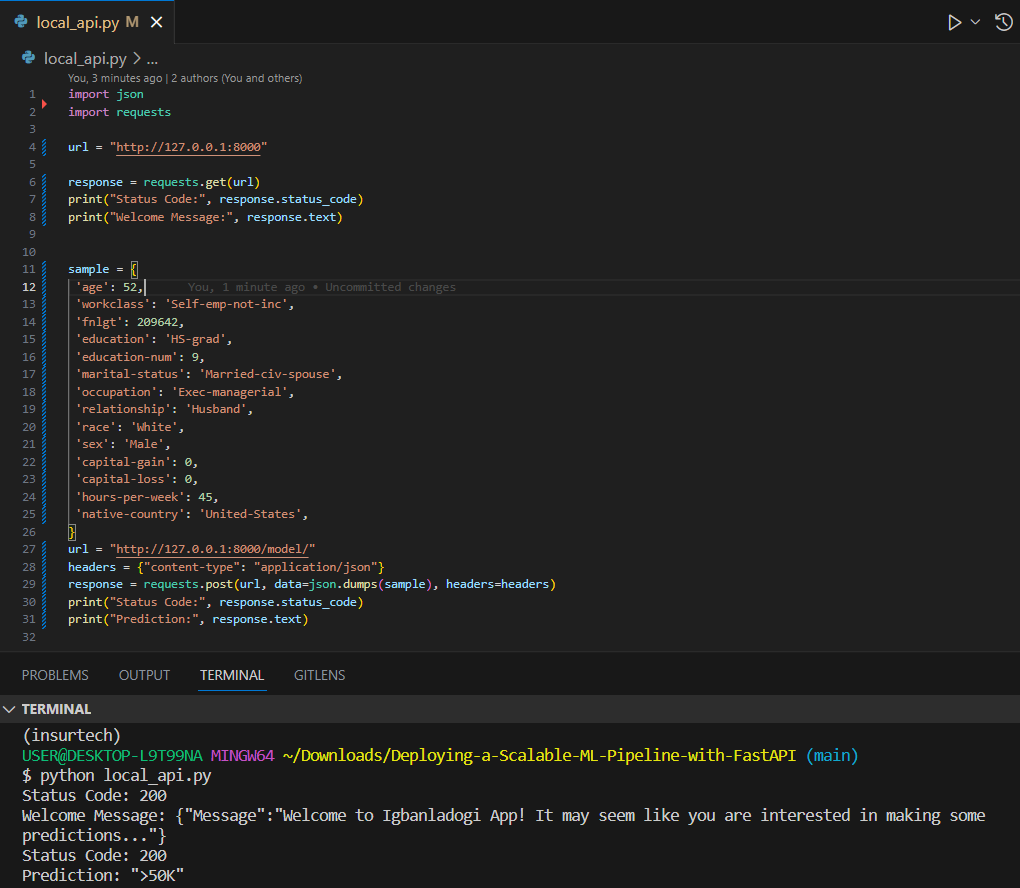 local_api.py M
local_api.py > ...
You, 3 minutes ago | 2 authors (You and others)
1 import json
2 import requests
3
4 url = "http://127.0.0.1:8000"
5
6 response = requests.get(url)
7 print("Status Code:", response.status_code)
8 print("Welcome Message:", response.text)
9
10
11 sample = {
12 'age': 52, You, 1 minute ago • Uncommitted changes
13 'workclass': 'Self-emp-not-inc',
14 'fnlgt': 209642,
15 'education': 'HS-grad',
16 'education-num': 9,
17 'marital-status': 'Married-civ-spouse',
18 'occupation': 'Exec-managerial',
19 'relationship': 'Husband',
20 'race': 'White',
21 'sex': 'Male',
22 'capital-gain': 0,
23 'capital-loss': 0,
24 'hours-per-week': 45,
25 'native-country': 'United-States',
26 }
27 url = "http://127.0.0.1:8000/model/"
28 headers = {"content-type": "application/json"}
29 response = requests.post(url, data=json.dumps(sample), headers=headers)
30 print("Status Code:", response.status_code)
31 print("Prediction:", response.text)
32
PROBLEMS OUTPUT TERMINAL GITLENS
TERMINAL
(insurtech)
USER@DESKTOP-L9T99NA MINGW64 ~/Downloads/Deploying-a-Scalable-ML-Pipeline-with-FastAPI (main)
$ python local_api.py
Status Code: 200
Welcome Message: {"Message":"Welcome to Igbanladogi App! It may seem like you are interested in making some
predictions..."}
Status Code: 200
Prediction: ">50K"